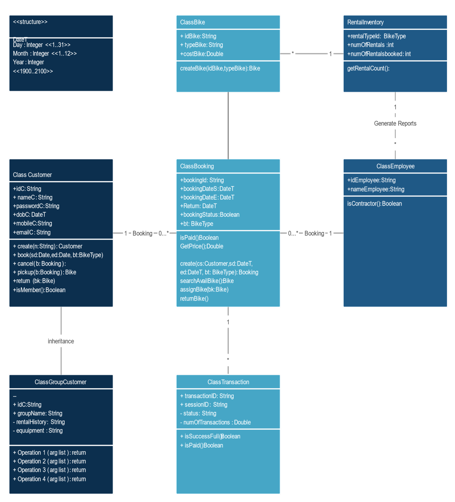 <<structure>>
DateT
Day : Integer <<1..31>>
Month : Integer <<1..12>>
Year : Integer
<<1900..2100>>
ClassBike
+ idBike:String
+ typeBike:String
+costBike:Double
createBike(idBike,typeBike):Bike
* 1
RentalInventory
+rentalTypeId: BikeType
+numOfRentals :int
+numOfRentalsbooked:int
getRentalCount():
1
Generate Reports
*
Class Customer
+idC: String
+ nameC: String
+passwordC: String
+dobC: DateT
+mobileC:String
+emailC: String
+ create(n:String): Customer
+ book(sd:Date,ed:Date, bt:BikeType)
+ cancel(b: Booking ):
+ pickup(b:Booking): Bike
+return (bk:Bike)
+isMember():Boolean
1 - Booking - 0...*
ClassBooking
+bookingId: String
+bookingDateS:DateT
+bookingDateE: DateT
+Return: DateT
+bookingStatus:Boolean
+bt: BikeType
isPaid()Boolean
GetPrice();Double
create(cs:Customer,sd:DateT,
ed:DateT, bt: BikeType): Booking
searchAvailBike()Bike
assignBike(bk:Bike)
returnBike()
0...* - Booking - 1
ClassEmployee
+idEmployee:String
+nameEmployee:String
isContractor():Boolean
inheritance
1
*
ClassGroupCustomer
–
+ idC:String
+ groupName: String
- rentalHistory: String
- equiipment : String
+ Operation 1 ( arg list ) : return
+ Operation 2 ( arg list ) : return
+ Operation 3 ( arg list ) : return
+ Operation 4 ( arg list ) : return
ClassTransaction
+ transactionID: String
+ sessionID : String
- status: String
- numOfTransactions : Double
+ isSuccessFull()Boolean
+ isPaid()Boolean